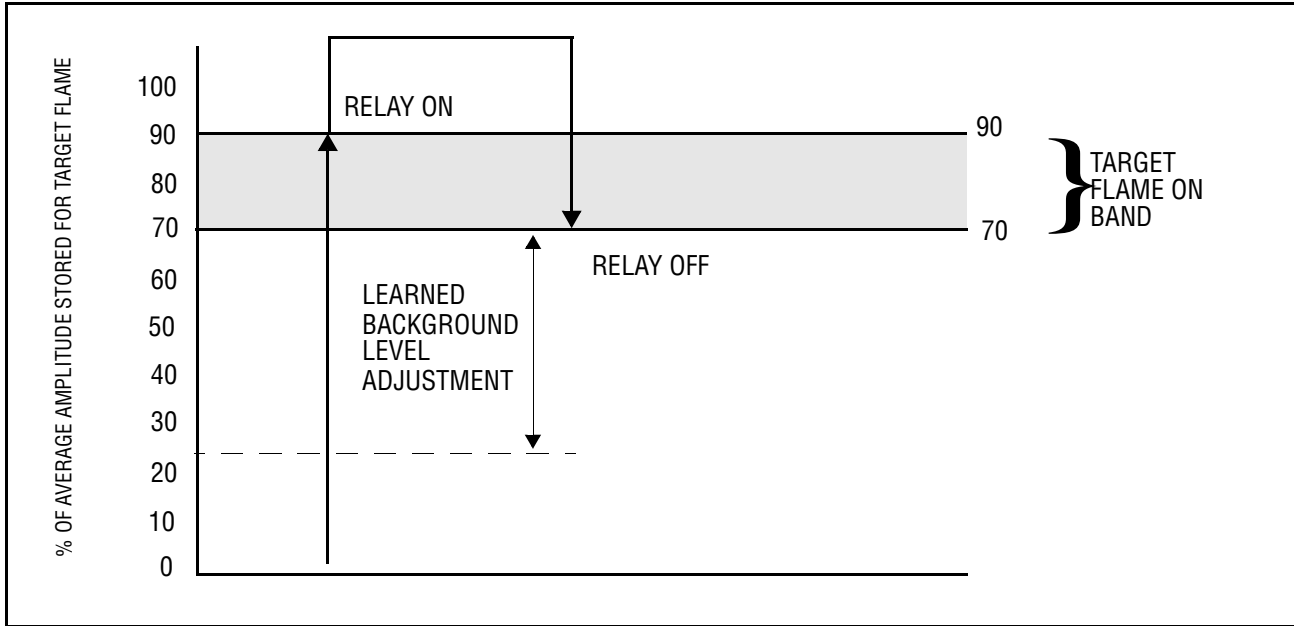 % OF AVERAGE AMPLITUDE STORED FOR TARGET FLAME
100
90
80
70
60
50
40
30
20
10
0
RELAY ON
RELAY OFF
LEARNED
BACKGROUND
LEVEL
ADJUSTMENT
90
70
TARGET
FLAME ON
BAND